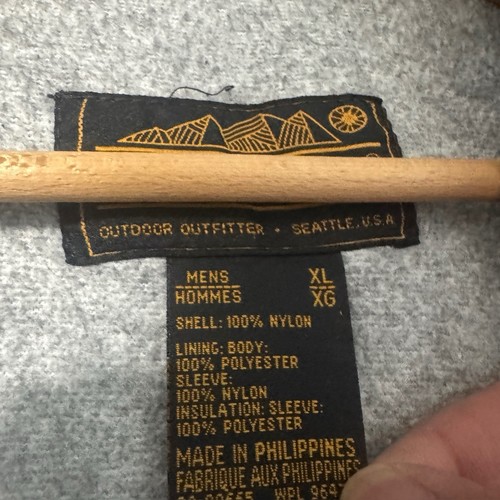 OUTDOOR OUTFITTER • SEATTLE, U.S.A
MENS XL
HOMMES XG
SHELL: 100% NYLON
LINING: BODY:
100% POLYESTER
SLEEVE:
100% NYLON
INSULATION: SLEEVE:
100% POLYESTER
MADE IN PHILIPPINES
FABRIQUE AUX PHILIPPINES